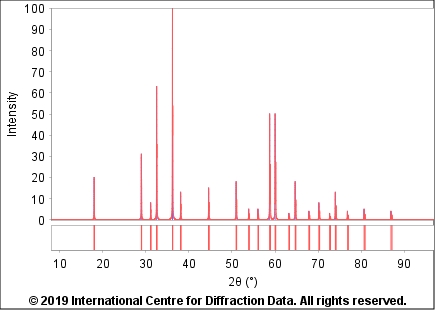 Intensity
100
90
80
70
60
50
40
30
20
10
0
10 20 30 40 50 60 70 80 90
2θ (°)
© 2019 International Centre for Diffraction Data. All rights reserved.